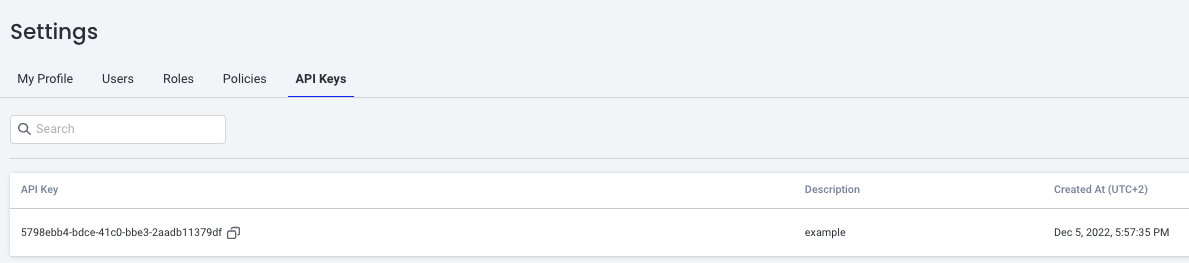 Settings
My Profile Users Roles Policies API Keys
Search
API Key Description Created At (UTC+2)
5798ebb4-bdce-41c0-bbe3-2aadb11379df example Dec 5, 2022, 5:57:35 PM